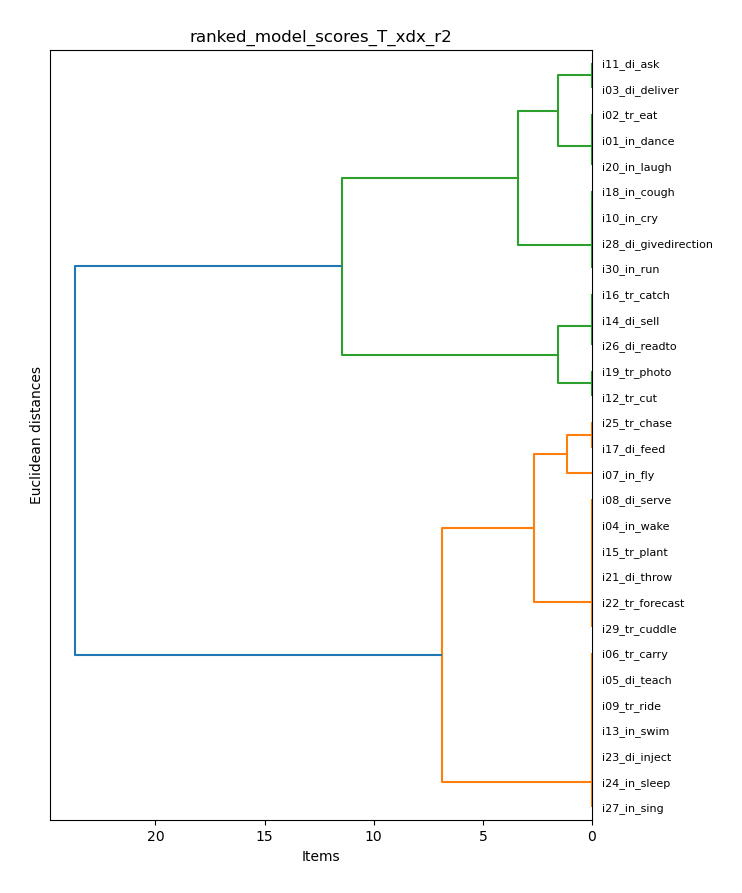 ranked_model_scores_T_xdx_r2
i11_di_ask
i03_di_deliver
i02_tr_eat
i01_in_dance
i20_in_laugh
i18_in_cough
i10_in_cry
i28_di_givedirection
i30_in_run
i16_tr_catch
i14_di_sell
i26_di_readto
i19_tr_photo
i12_tr_cut
i25_tr_chase
i17_di_feed
i07_in_fly
i08_di_serve
i04_in_wake
i15_tr_plant
i21_di_throw
i22_tr_forecast
i29_tr_cuddle
i06_tr_carry
i05_di_teach
i09_tr_ride
i13_in_swim
i23_di_inject
i24_in_sleep
i27_in_sing
Euclidean distances
20 15 10 5 0
Items